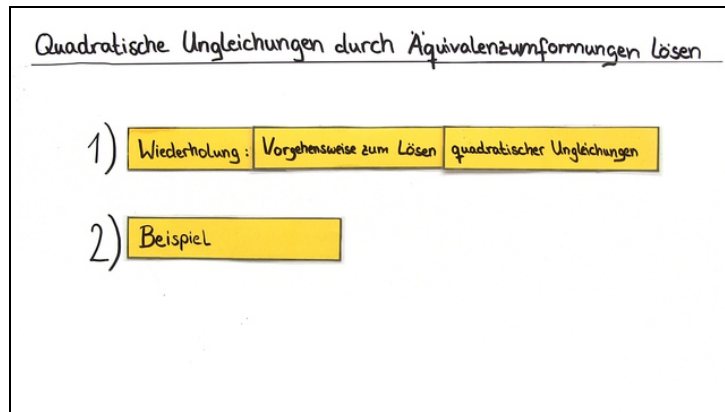 Quadratische Ungleichungen durch Äquivalenzumformungen lösen
1) Wiederholung: Vorgehensweise zum Lösen quadratischer Ungleichungen
2) Beispiel